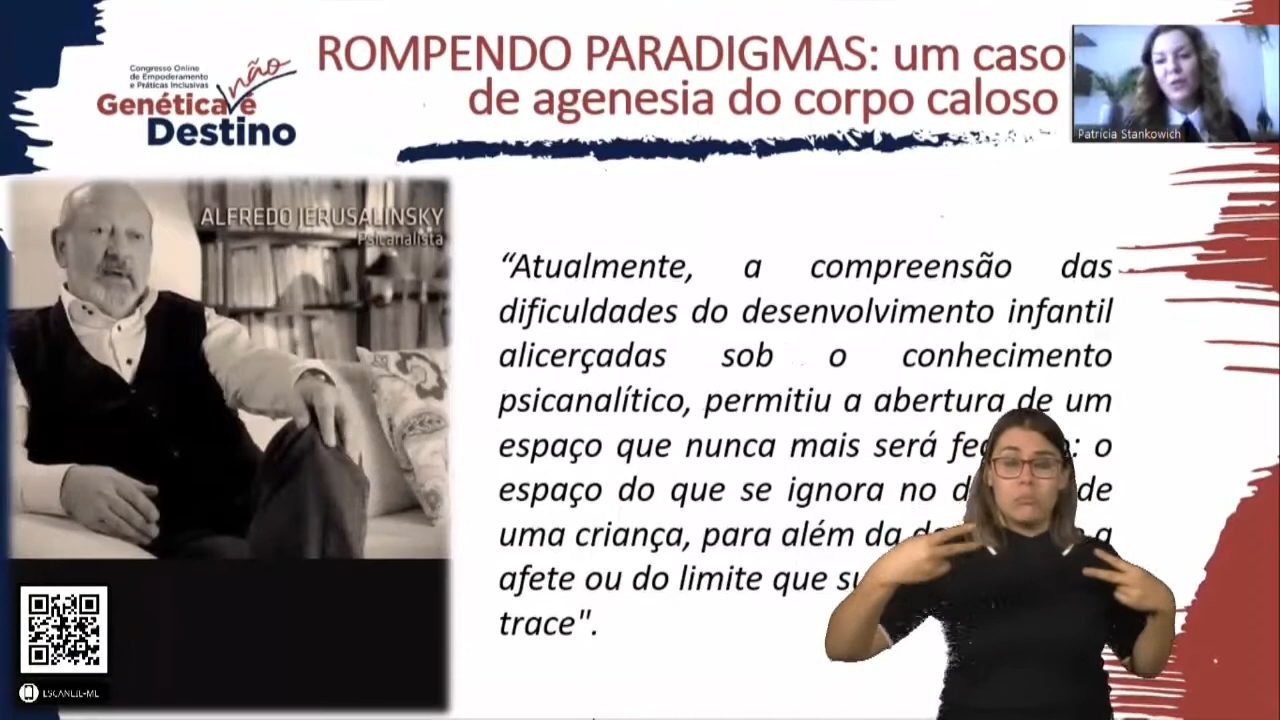 Congresso Online
de Empoderamento
e Práticas Inclusivas
não
Genética é
Destino
ROMPENDO PARADIGMAS: um caso
de agenesia do corpo caloso
Patricia Stankowich
ALFREDO JERUSALINSKY
Psicanalista
“Atualmente, a compreensão das
dificuldades do desenvolvimento infantil
alicerçadas sob o conhecimento
psicanalítico, permitiu a abertura de um
espaço que nunca mais será : o
espaço do que se ignora no de
uma criança, para além da a
afete ou do limite que
trace".
ESCANEIE-ME